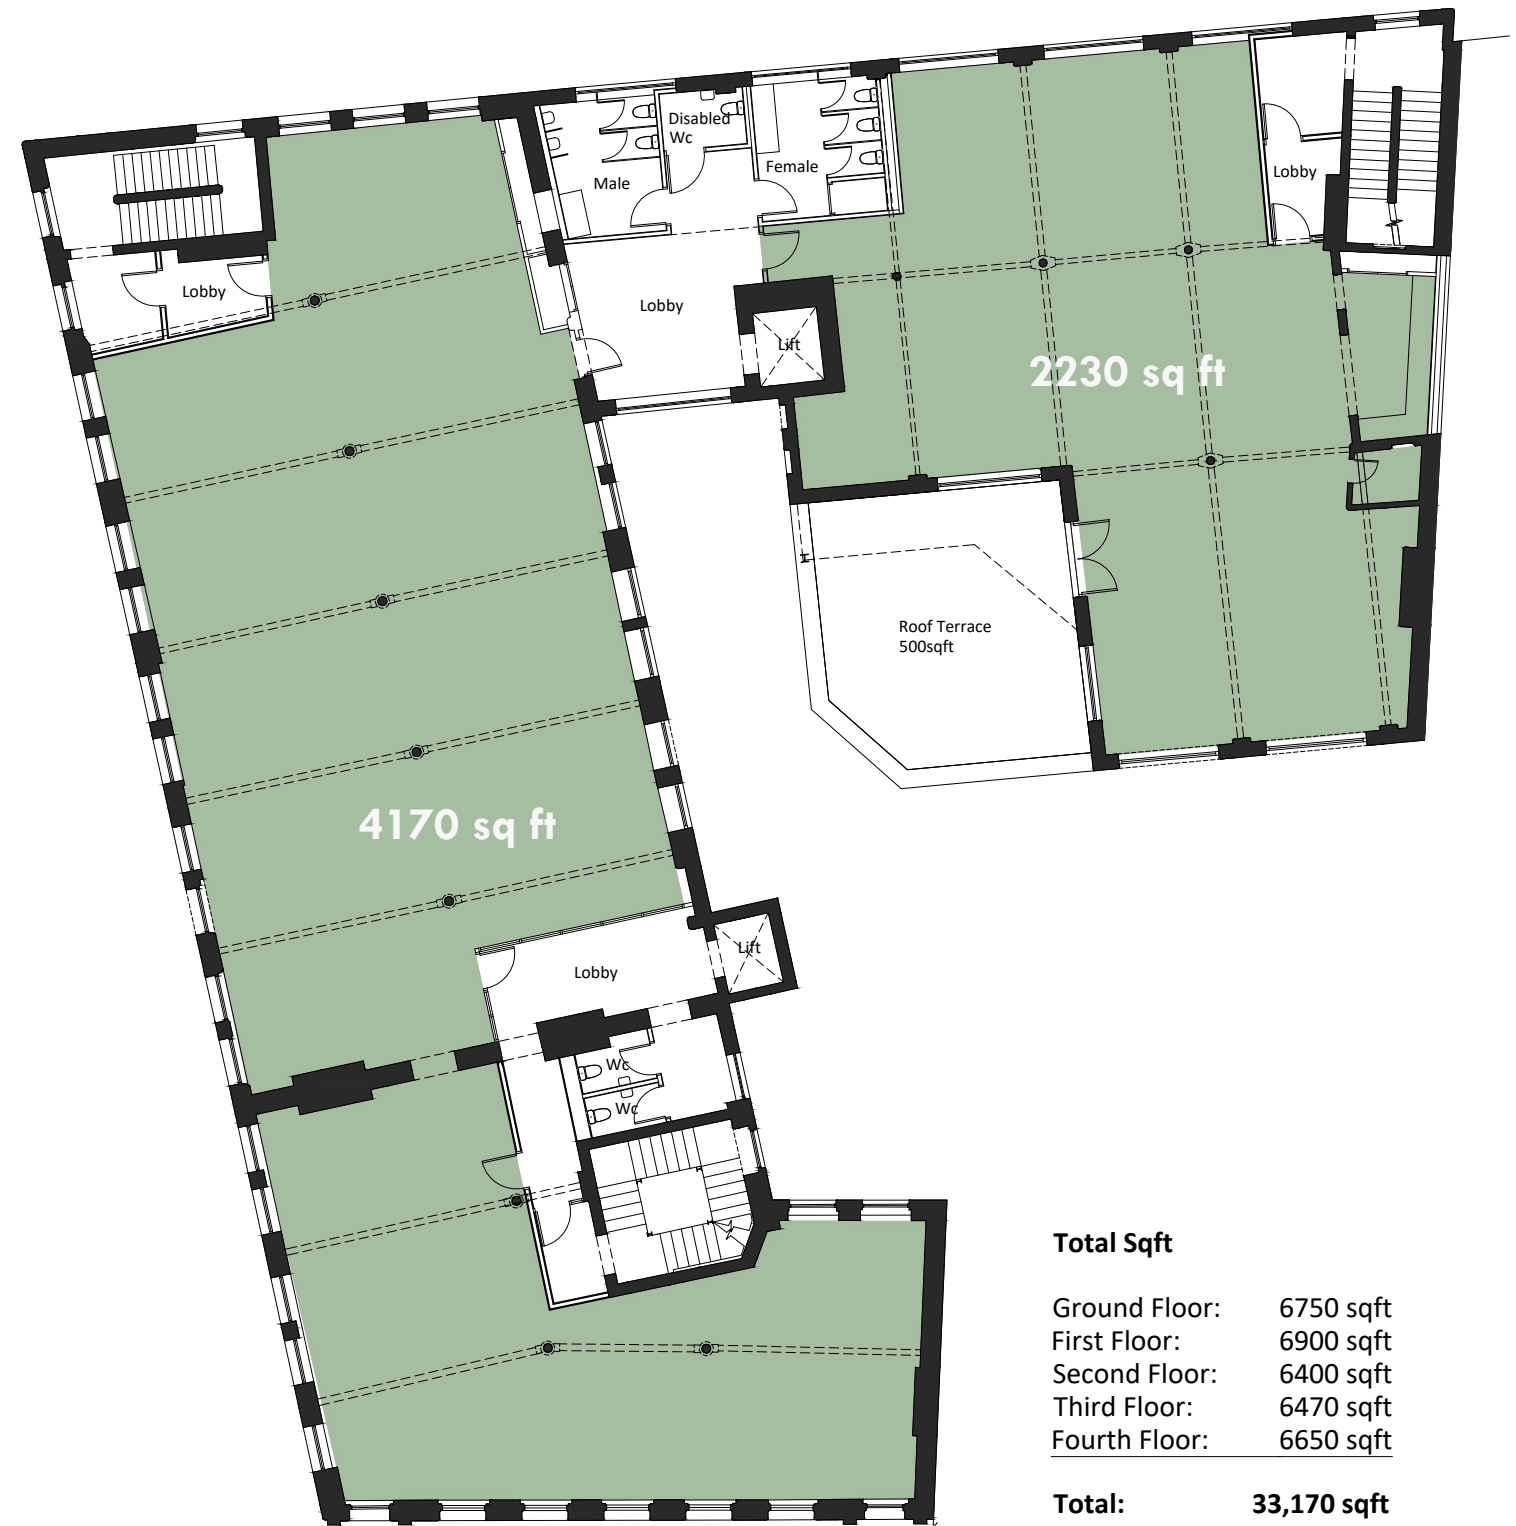 Disabled
Wc
Male
Female
Lobby
Lobby
Lobby
Lift
2230 sq ft
Roof Terrace
500sqft
4170 sq ft
Lift
Lobby
Wc
Wc
Total Sqft
Ground Floor: 6750 sqft
First Floor: 6900 sqft
Second Floor: 6400 sqft
Third Floor: 6470 sqft
Fourth Floor: 6650 sqft
Total: 33,170 sqft